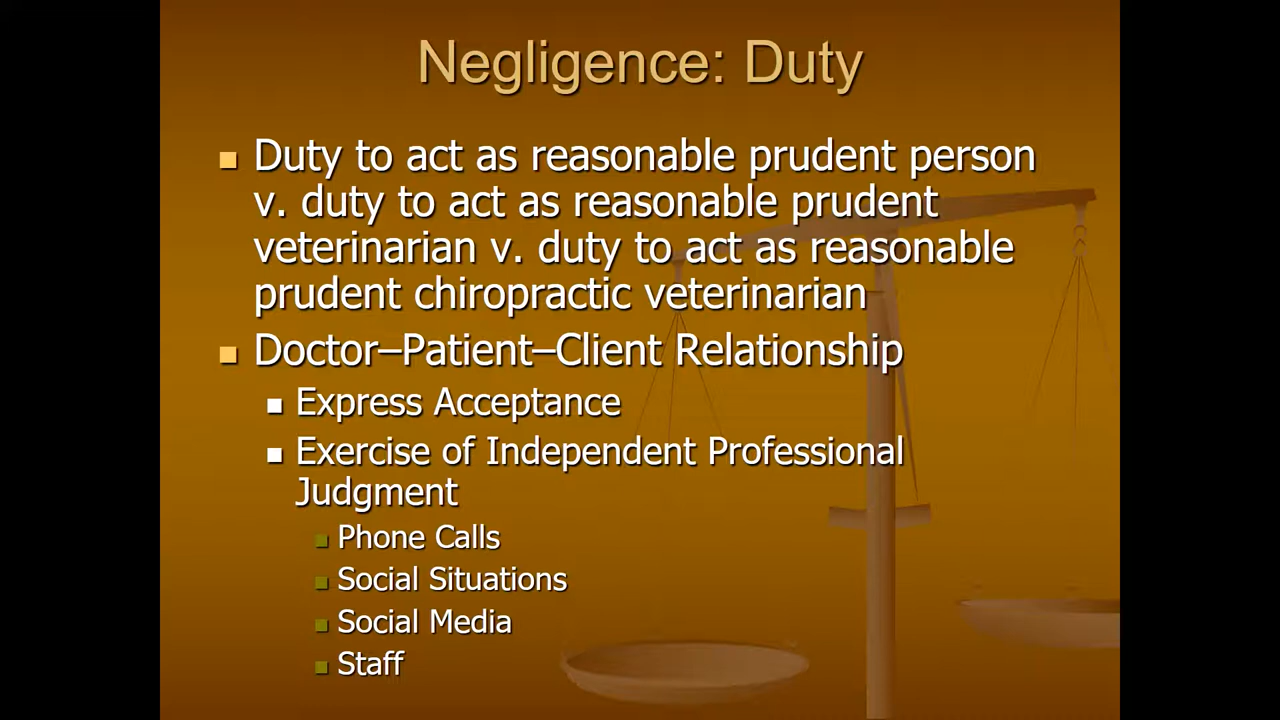 Negligence: Duty
Duty to act as reasonable prudent person
v. duty to act as reasonable prudent
veterinarian v. duty to act as reasonable
prudent chiropractic veterinarian
Doctor–Patient–Client Relationship
Express Acceptance
Exercise of Independent Professional
Judgment
Phone Calls
Social Situations
Social Media
Staff